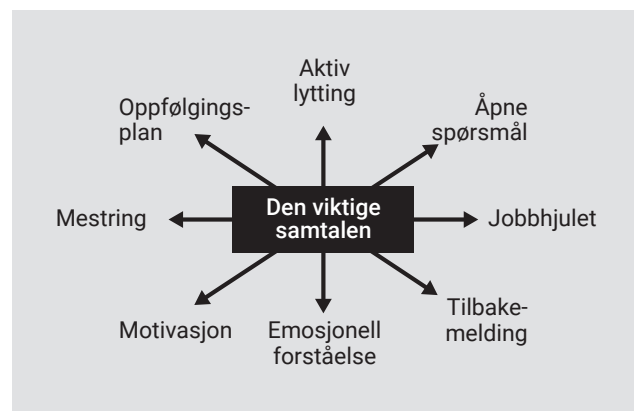 Aktiv
lytting
Oppfølgings-
plan
Åpne
spørsmål
Mestring
Den viktige
samtalen
Jobbhjulet
Motivasjon
Emosjonell
forståelse
Tilbake-
melding